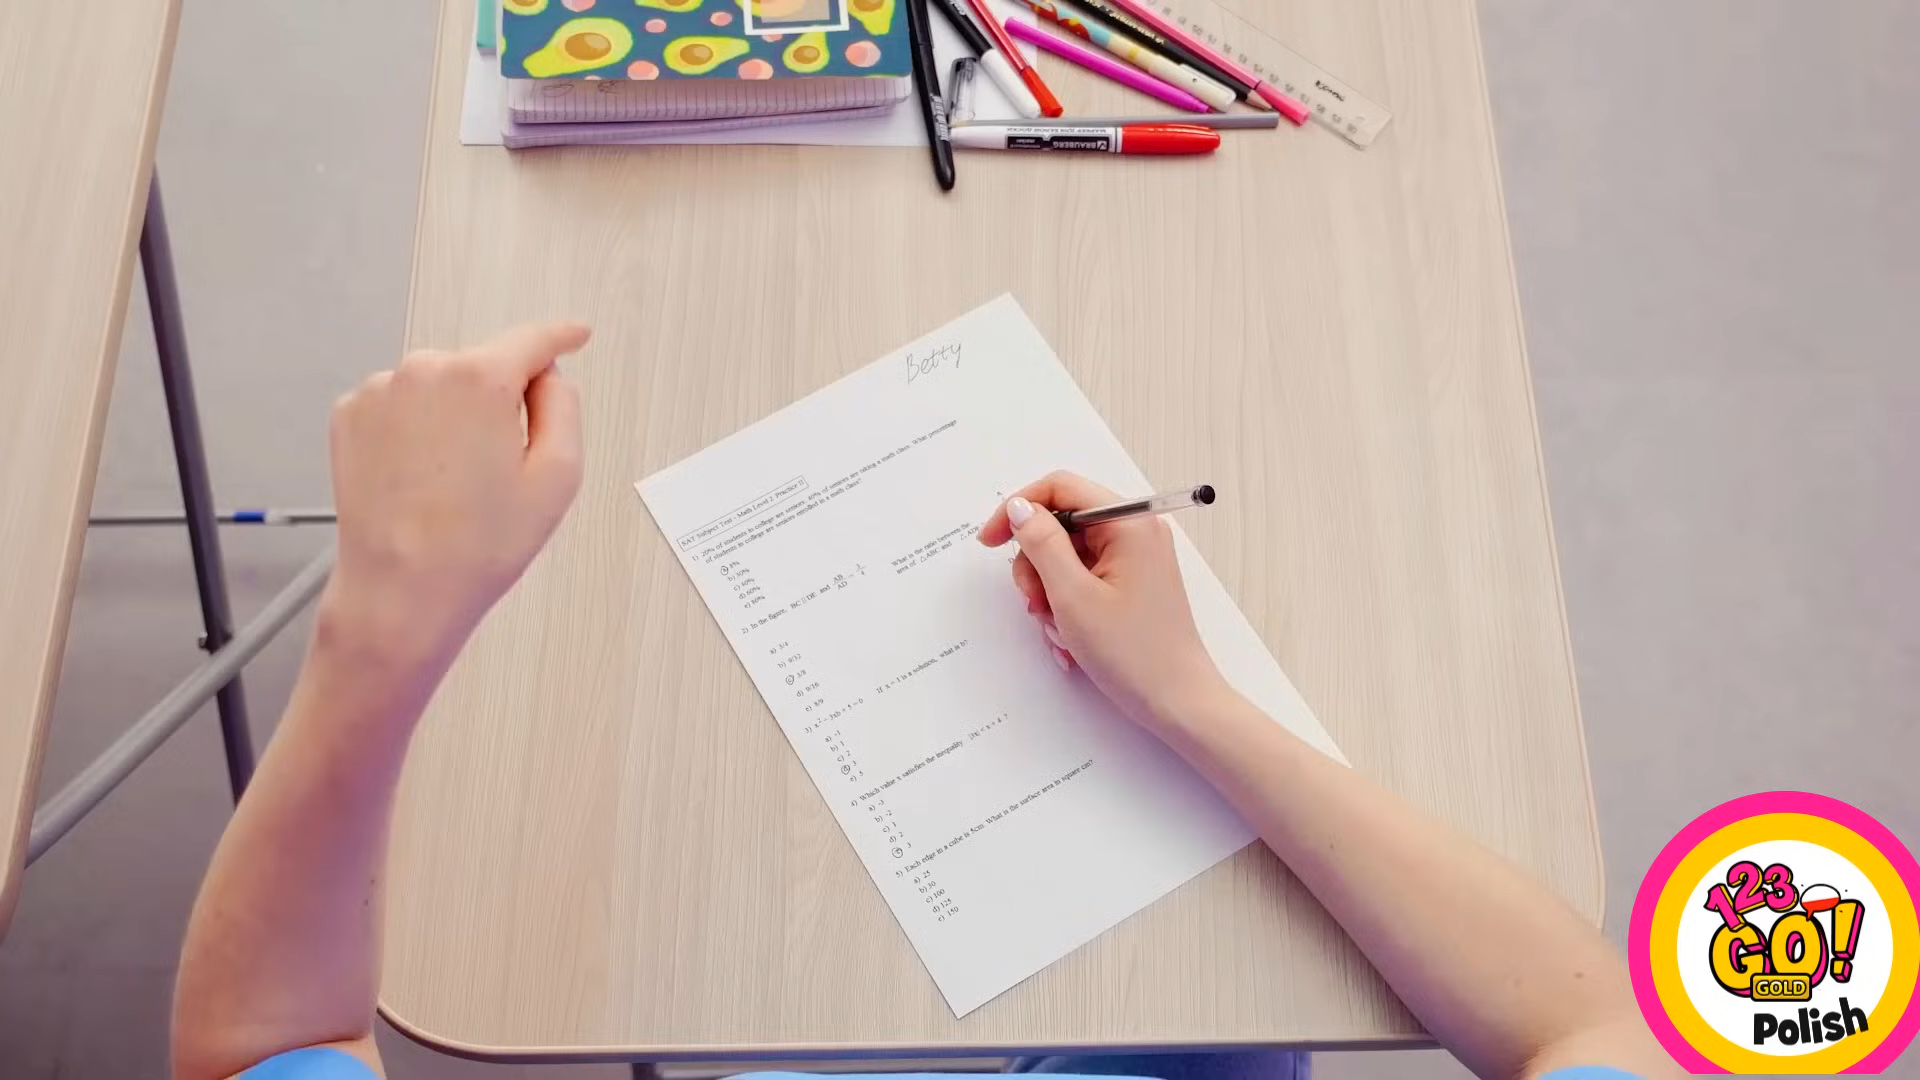 BRAUBERG
Betty
SAT Subject Test - Math Level 2 Practice II
1) 20% of students in college are seniors. 40% of seniors are taking a math class. What percentage
of students in college are seniors enrolled in a math class?
a) 8%
b) 30%
c) 40%
d) 60%
e) 80%
2) In the figure, BC || DE and AB/AD = 3/4
What is the ratio between the
area of △ABC and △ADE
a) 3/4
b) 9/12
c) 3/8
d) 9/16
e) 8/9
3) x² - 3xb + 5 = 0 If x = 1 is a solution, what is b?
a) -1
b) 1
c) 2
d) 3
e) 5
4) Which value x satisfies the inequality |3x| < x + 4 ?
a) -3
b) -2
c) 1
d) 2
e) 3
5) Each edge in a cube is 5cm. What is the surface area in square cm?
a) 25
b) 30
c) 100
d) 125
e) 150
123
GO!
GOLD
Polish